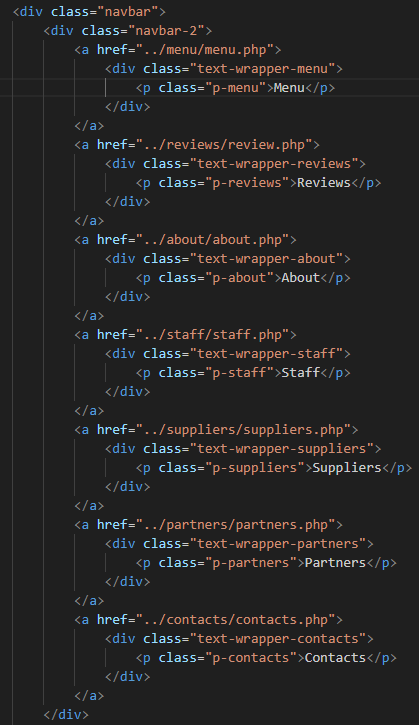 <div class="navbar">
<div class="navbar-2">
<a href="../menu/menu.php">
<div class="text-wrapper-menu">
<p class="p-menu">Menu</p>
</div>
</a>
<a href="../reviews/review.php">
<div class="text-wrapper-reviews">
<p class="p-reviews">Reviews</p>
</div>
</a>
<a href="../about/about.php">
<div class="text-wrapper-about">
<p class="p-about">About</p>
</div>
</a>
<a href="../staff/staff.php">
<div class="text-wrapper-staff">
<p class="p-staff">Staff</p>
</div>
</a>
<a href="../suppliers/suppliers.php">
<div class="text-wrapper-suppliers">
<p class="p-suppliers">Suppliers</p>
</div>
</a>
<a href="../partners/partners.php">
<div class="text-wrapper-partners">
<p class="p-partners">Partners</p>
</div>
</a>
<a href="../contacts/contacts.php">
<div class="text-wrapper-contacts">
<p class="p-contacts">Contacts</p>
</div>
</a>
</div>